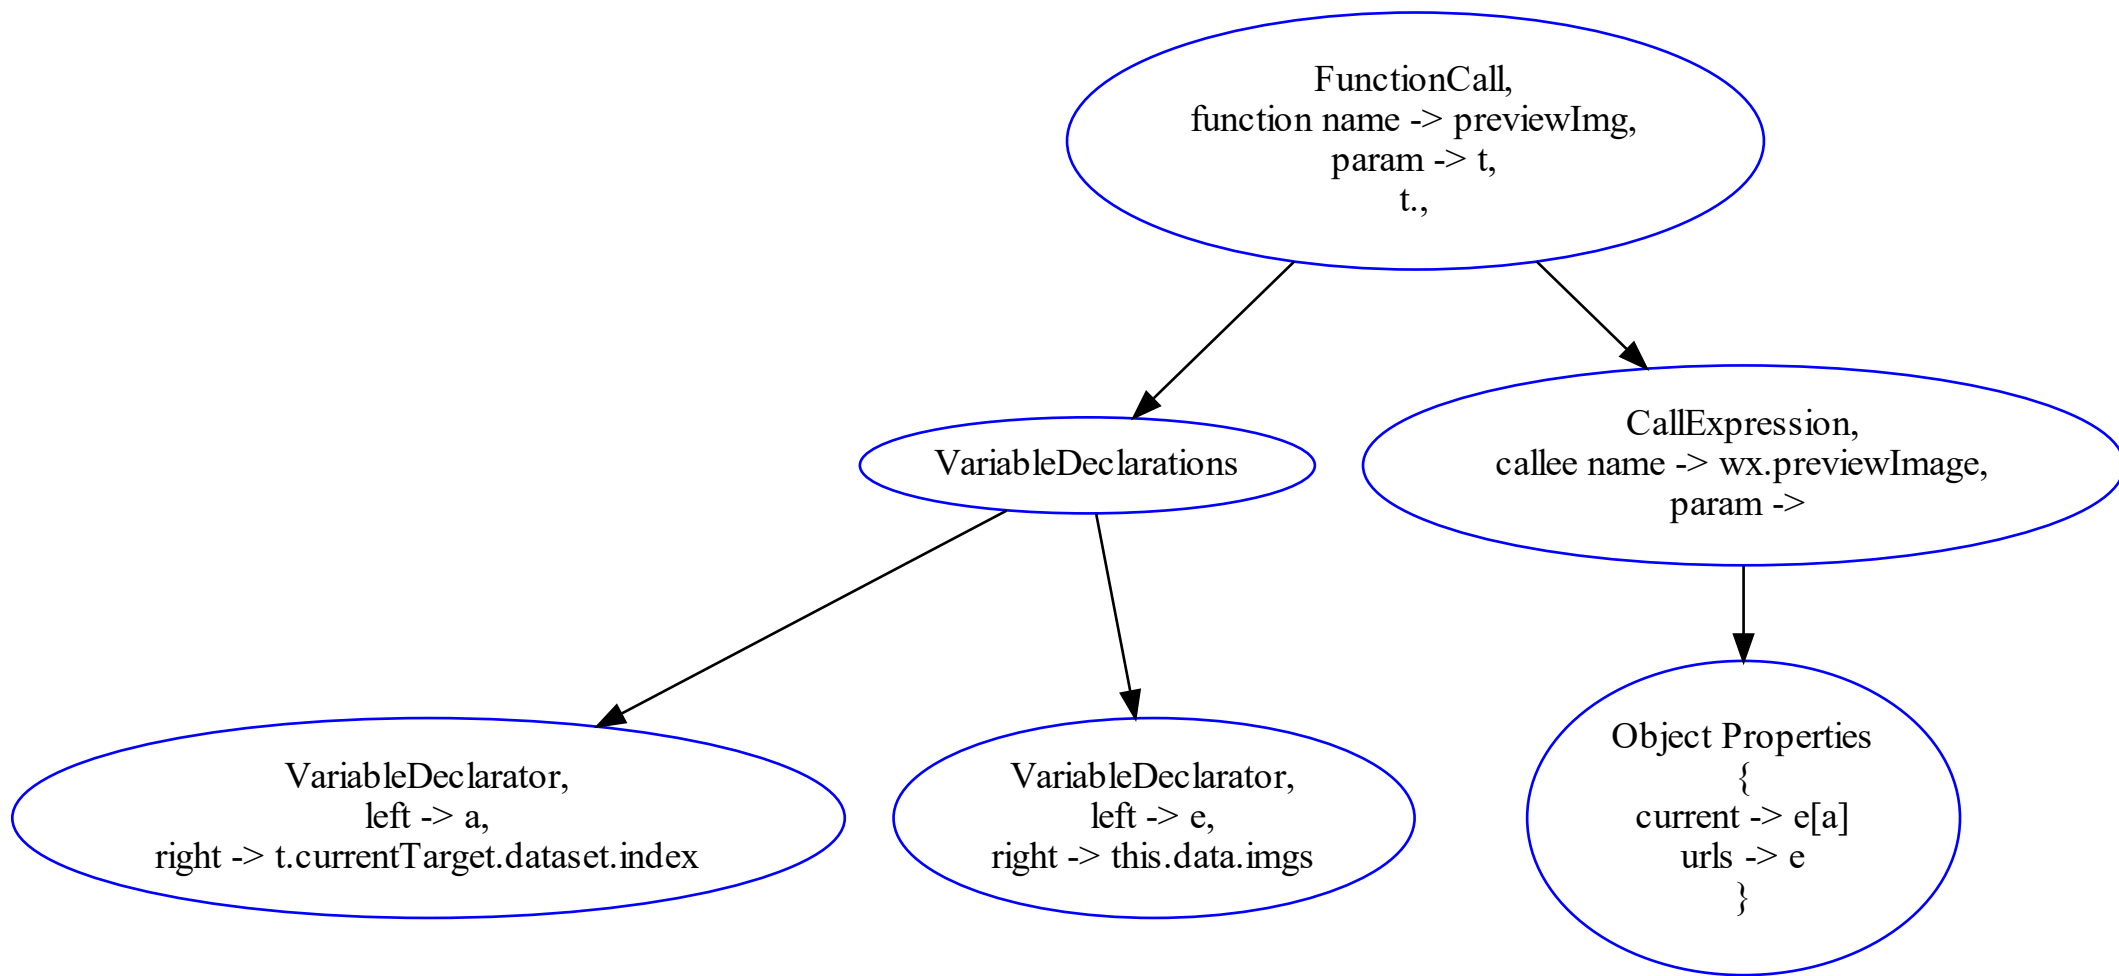 FunctionCall,
function name -> previewImg,
param -> t,
t.,
VariableDeclarations
CallExpression,
callee name -> wx.previewImage,
param ->
VariableDeclarator,
left -> a,
right -> t.currentTarget.dataset.index
VariableDeclarator,
left -> e,
right -> this.data.imgs
Object Properties
{
current -> e[a]
urls -> e
}